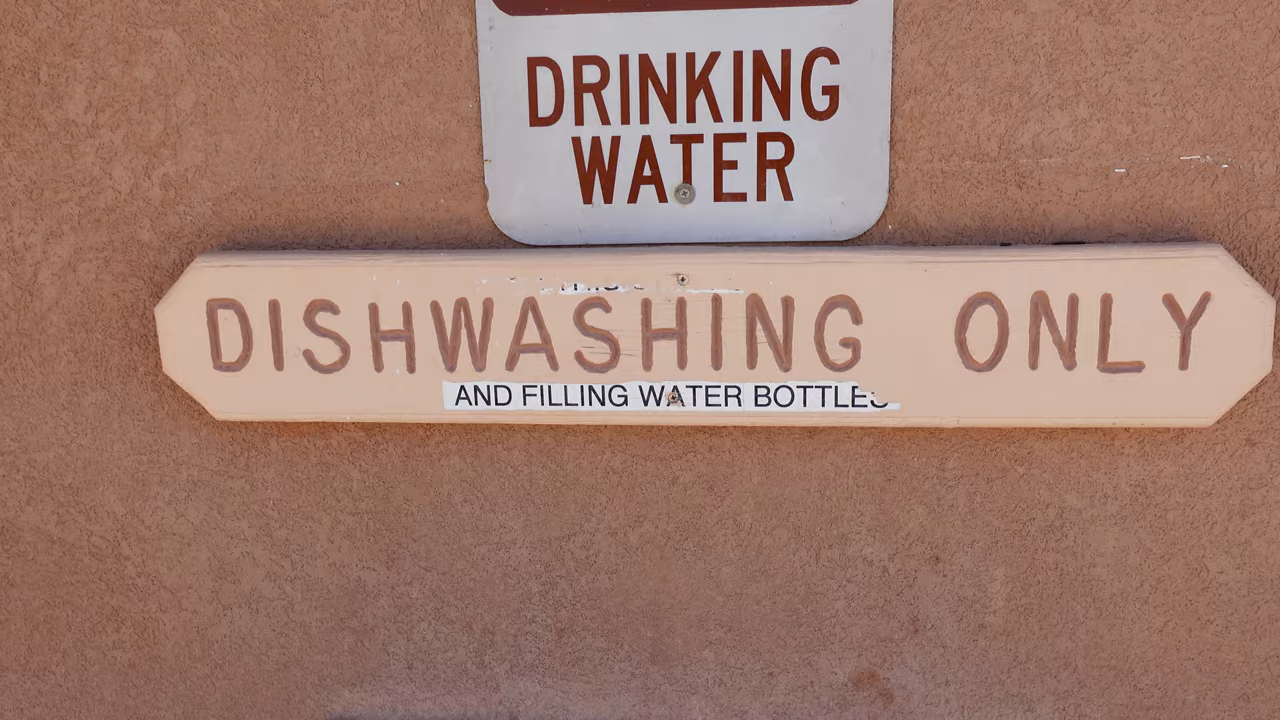 DRINKING
WATER
DISHWASHING ONLY
AND FILLING WATER BOTTLES